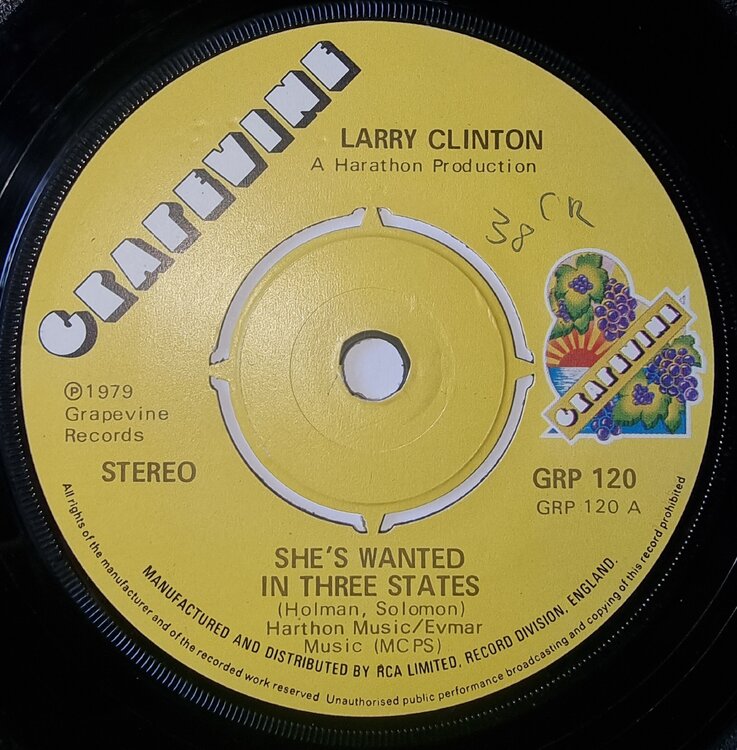 GRAPEVINE
LARRY CLINTON
A Harathon Production
38 CR
GRAPEVINE
℗1979
Grapevine
Records
STEREO
GRP 120
GRP 120 A
SHE'S WANTED
IN THREE STATES
(Holman, Solomon)
Harthon Music/Evmar
Music (MCPS)
MANUFACTURED AND DISTRIBUTED BY RCA LIMITED, RECORD DIVISION, ENGLAND.
All rights of the manufacturer and of the recorded work reserved Unauthorised public performance broadcasting and copying of this record prohibited